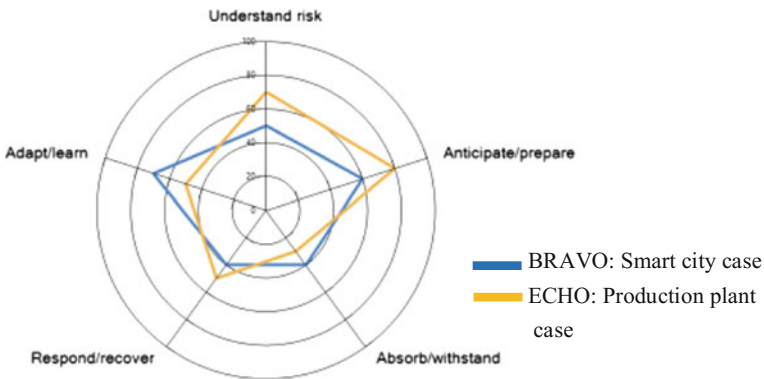 Understand risk
100
80
60
40
20
0
Adapt/learn
Anticipate/prepare
BRAVO: Smart city case
ECHO: Production plant
case
Respond/recover
Absorb/withstand